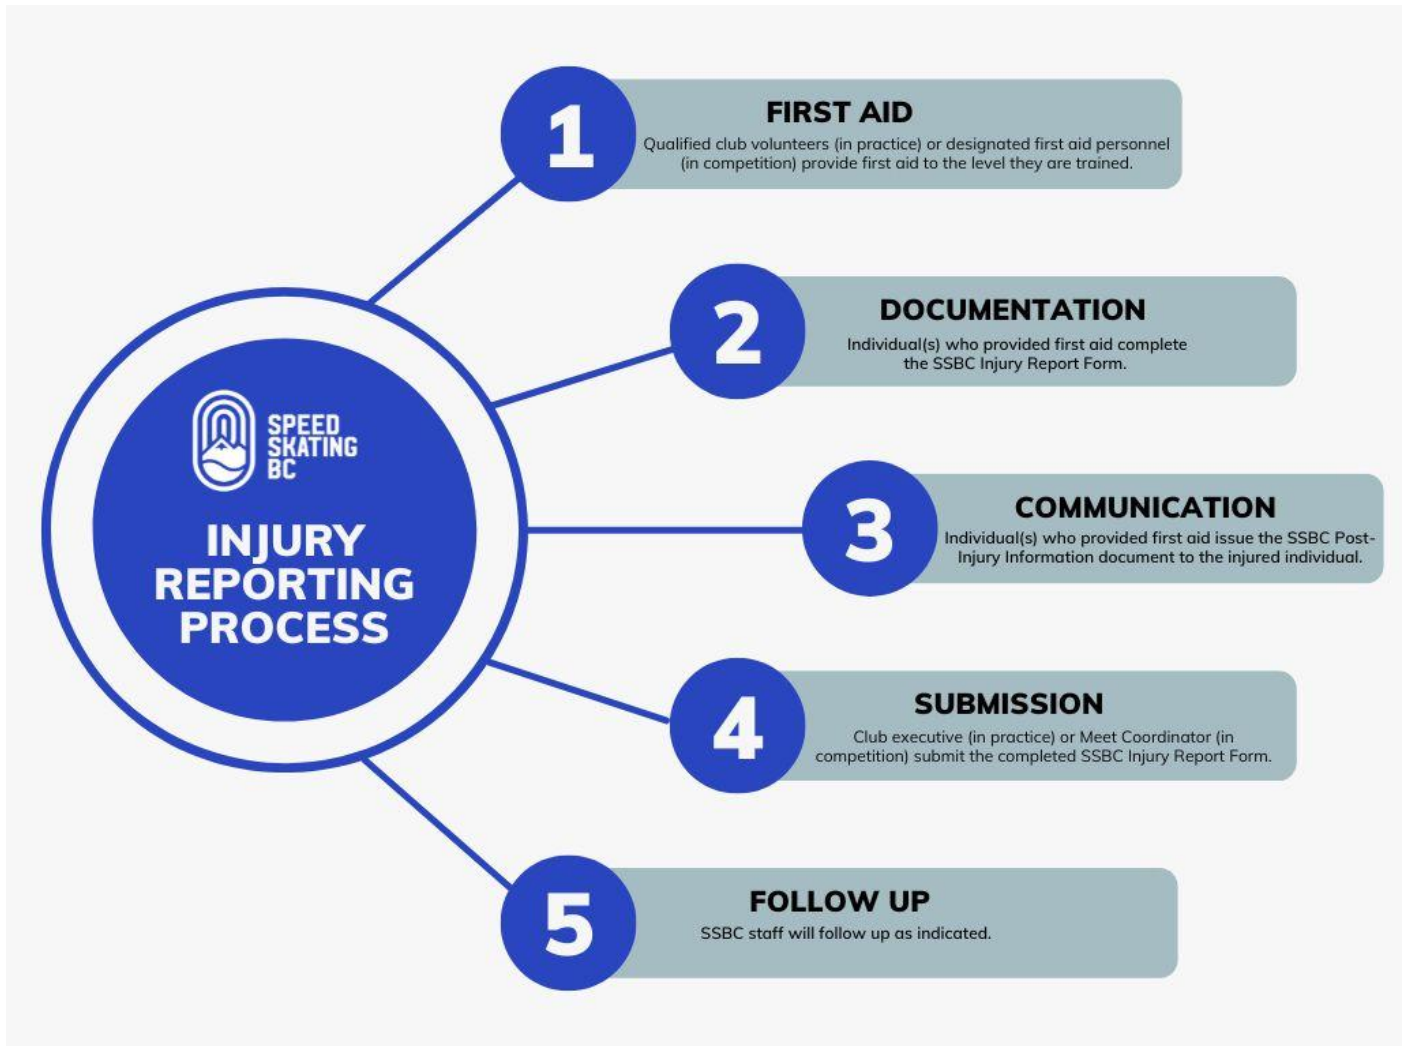 1
FIRST AID
Qualified club volunteers (in practice) or designated first aid personnel
(in competition) provide first aid to the level they are trained.
2
DOCUMENTATION
Individual(s) who provided first aid complete
the SSBC Injury Report Form.
SPEED
SKATING
BC
INJURY
REPORTING
PROCESS
3
COMMUNICATION
Individual(s) who provided first aid issue the SSBC Post-
Injury Information document to the injured individual.
4
SUBMISSION
Club executive (in practice) or Meet Coordinator (in
competition) submit the completed SSBC Injury Report Form.
5
FOLLOW UP
SSBC staff will follow up as indicated.